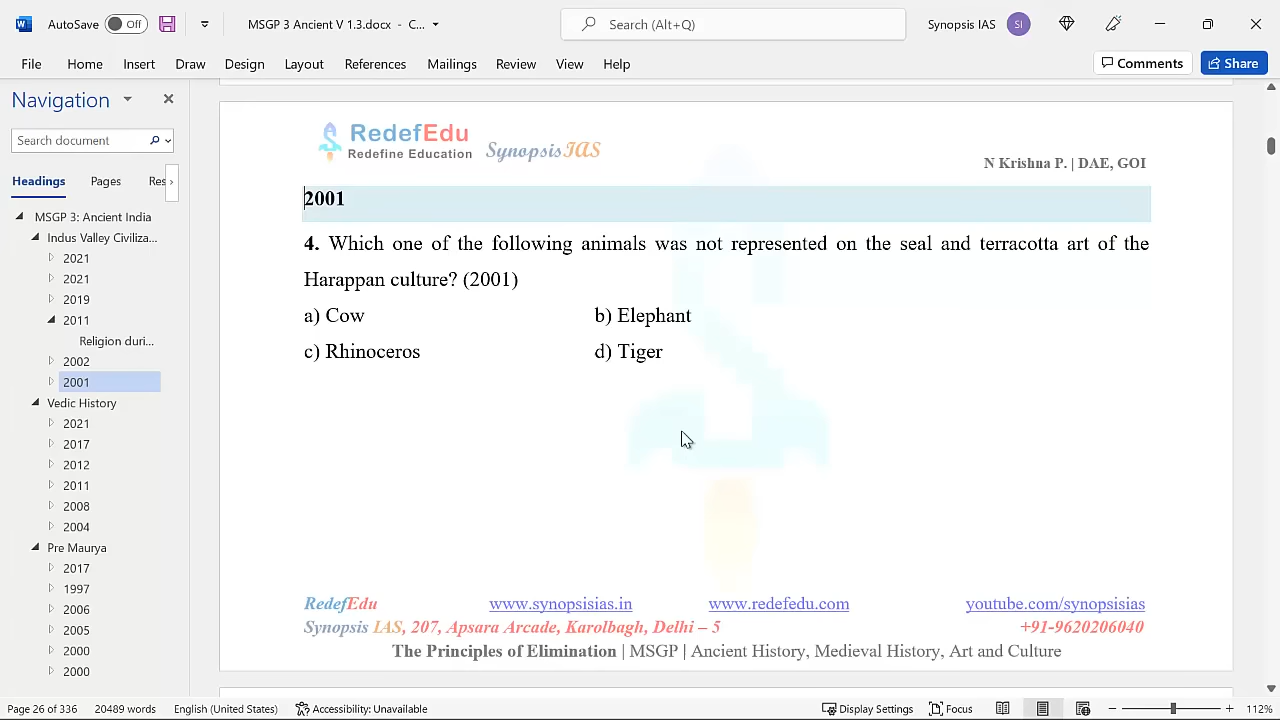 AutoSave Off MSGP 3 Ancient V 1.3.docx - C... Search (Alt+Q) Synopsis IAS SI
File Home Insert Draw Design Layout References Mailings Review View Help Comments Share
Navigation
Search document
Headings Pages Res
MSGP 3: Ancient India
Indus Valley Civiliza...
2021
2021
2019
2011
Religion duri...
2002
2001
Vedic History
2021
2017
2012
2011
2008
2004
Pre Maurya
2017
1997
2006
2005
2000
2000
RedefEdu
Redefine Education
SynopsisIAS
N Krishna P. | DAE, GOI
2001
4. Which one of the following animals was not represented on the seal and terracotta art of the
Harappan culture? (2001)
a) Cow b) Elephant
c) Rhinoceros d) Tiger
RedefEdu www.synopsisias.in www.redefedu.com youtube.com/synopsisias
Synopsis IAS, 207, Apsara Arcade, Karolbagh, Delhi – 5 +91-9620206040
The Principles of Elimination | MSGP | Ancient History, Medieval History, Art and Culture
Page 26 of 336 20489 words English (United States) Accessibility: Unavailable Display Settings Focus 112%